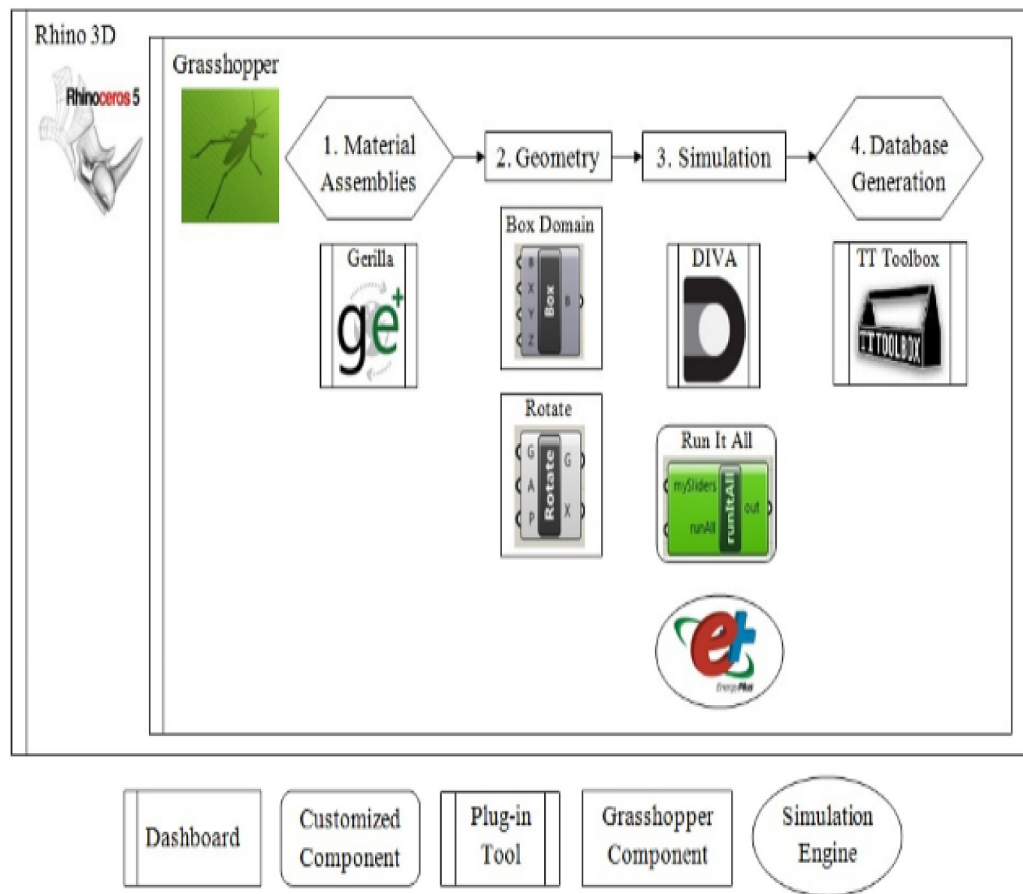 Rhino 3D
Rhinoceros 5
Grasshopper
1. Material
Assemblies
2. Geometry
3. Simulation
4. Database
Generation
Gerilla
ge+
Box Domain
B
X
Y
Z
Box
B
Rotate
G
A
P
Rotate
G
X
DIVA
Run It All
mySliders
runAll
runItAll
out
e+
EnergyPlus
TT Toolbox
TT TOOLBOX
Dashboard
Customized
Component
Plug-in
Tool
Grasshopper
Component
Simulation
Engine